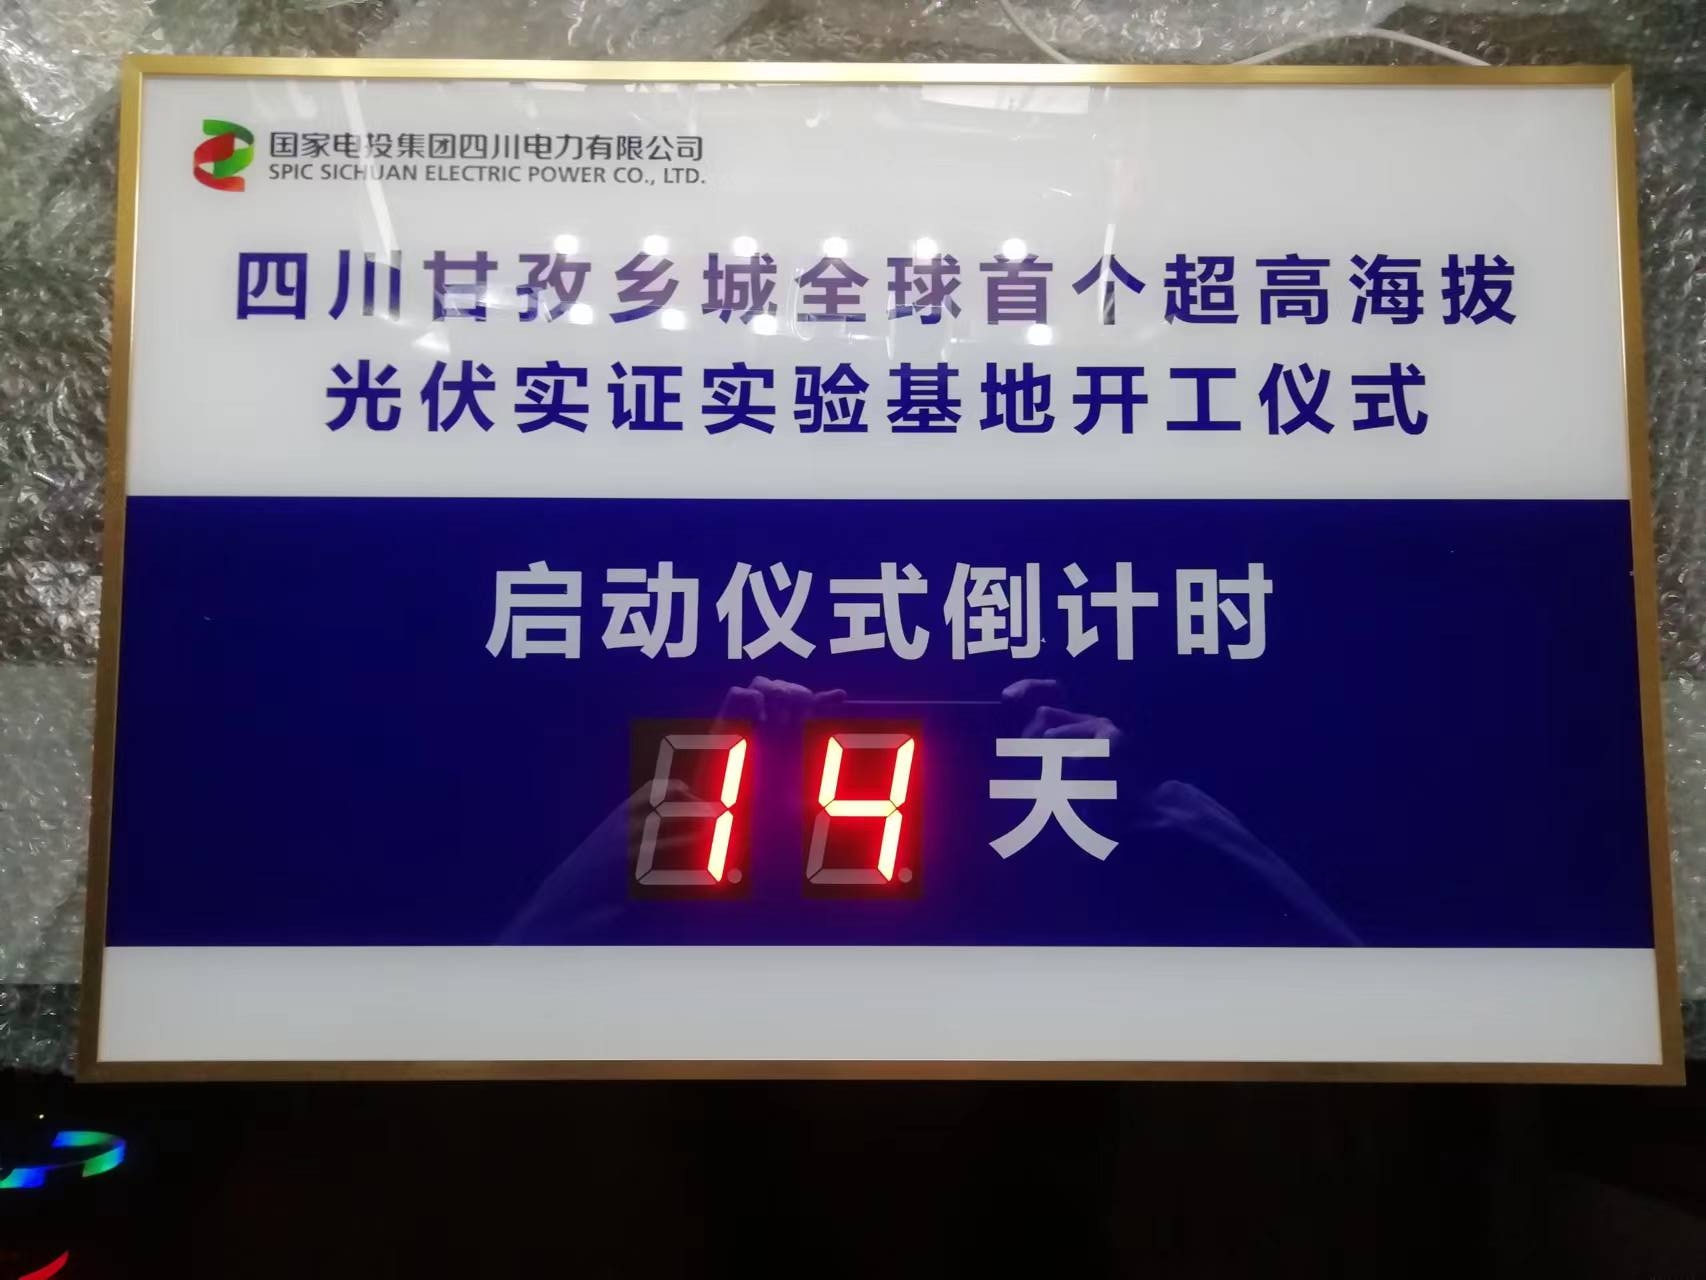 国家电投集团四川电力有限公司
SPIC SICHUAN ELECTRIC POWER CO., LTD.
四川甘孜乡城全球首个超高海拔
光伏实证实验基地开工仪式
启动仪式倒计时
14天